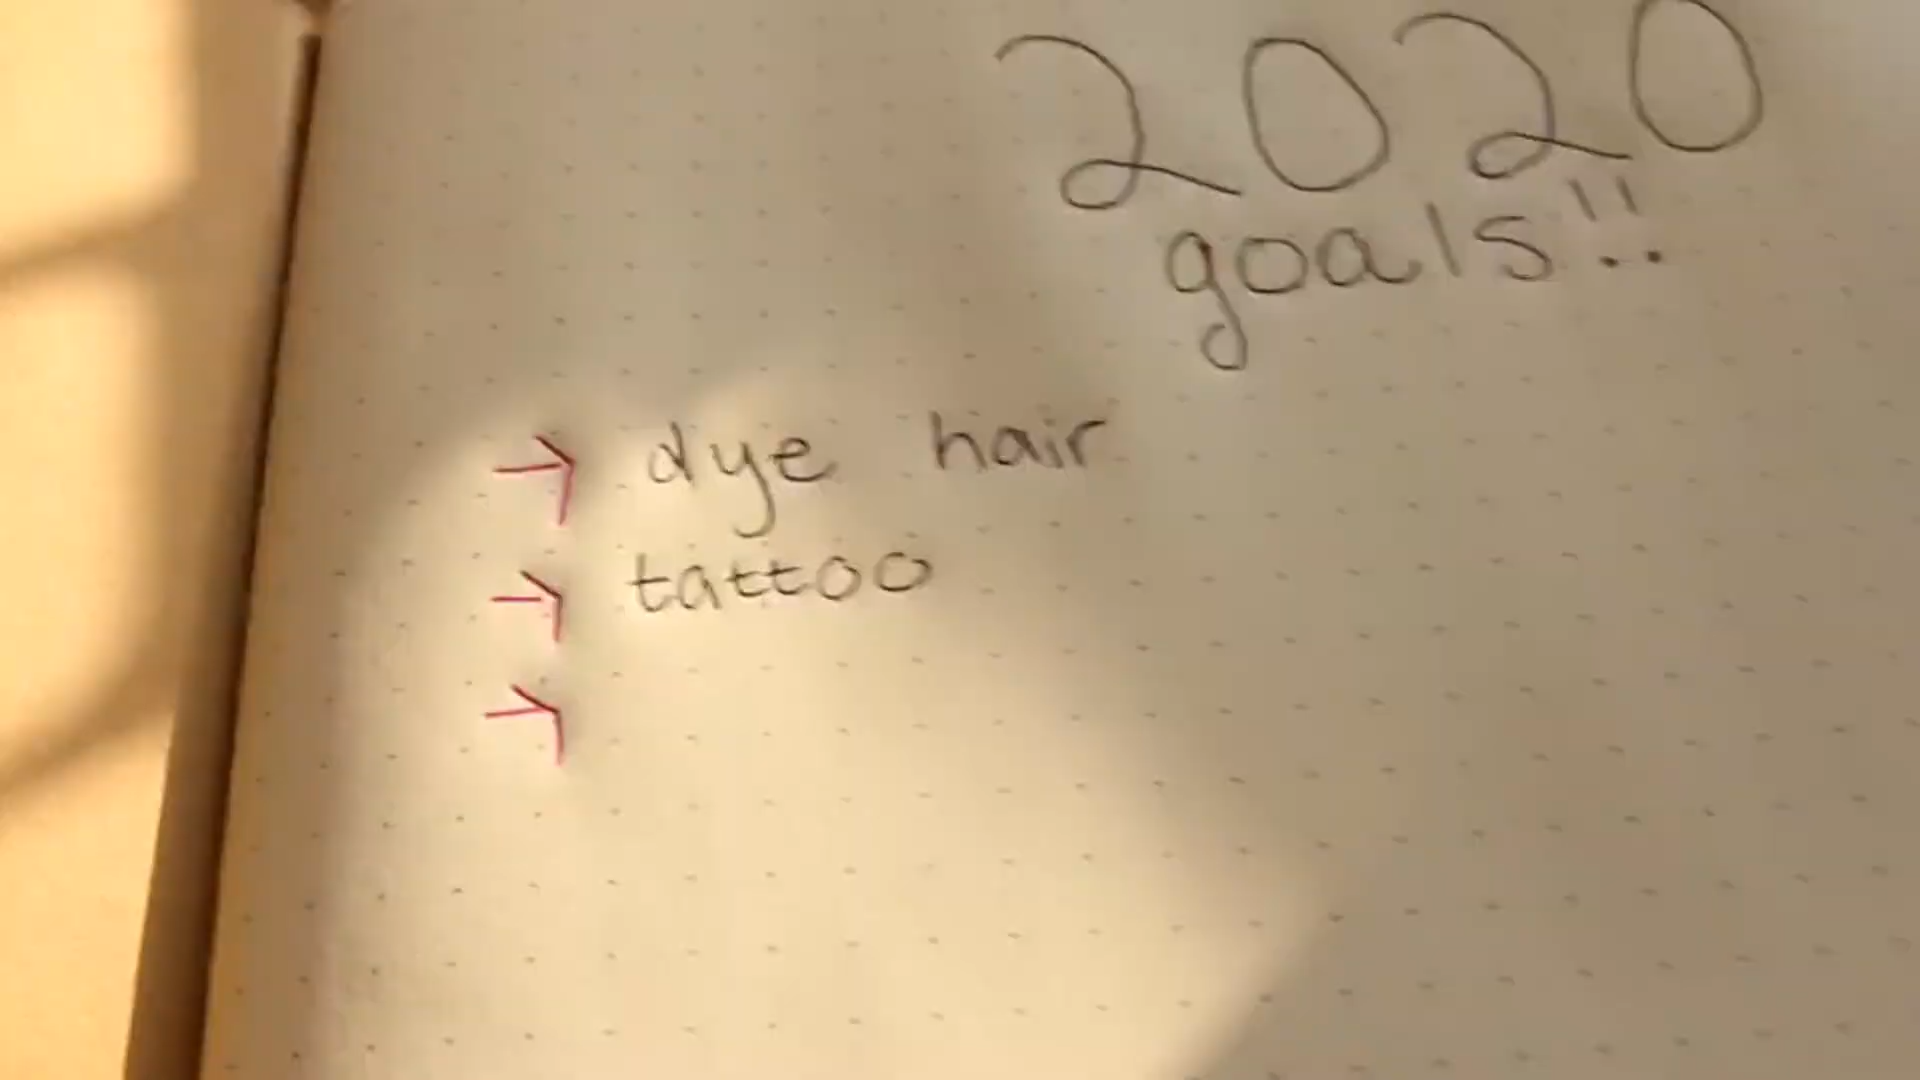 2020
goals!!
→ dye hair
→ tattoo
→